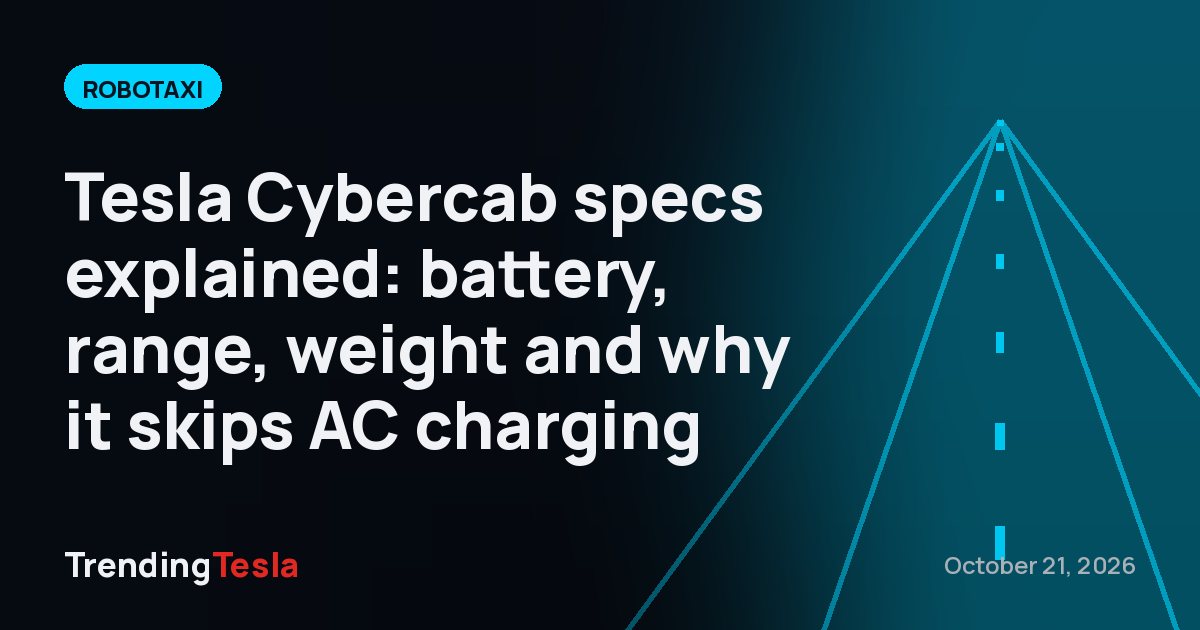 ROBOTAXI
Tesla Cybercab specs
explained: battery,
range, weight and why
it skips AC charging
TrendingTesla
October 21, 2026